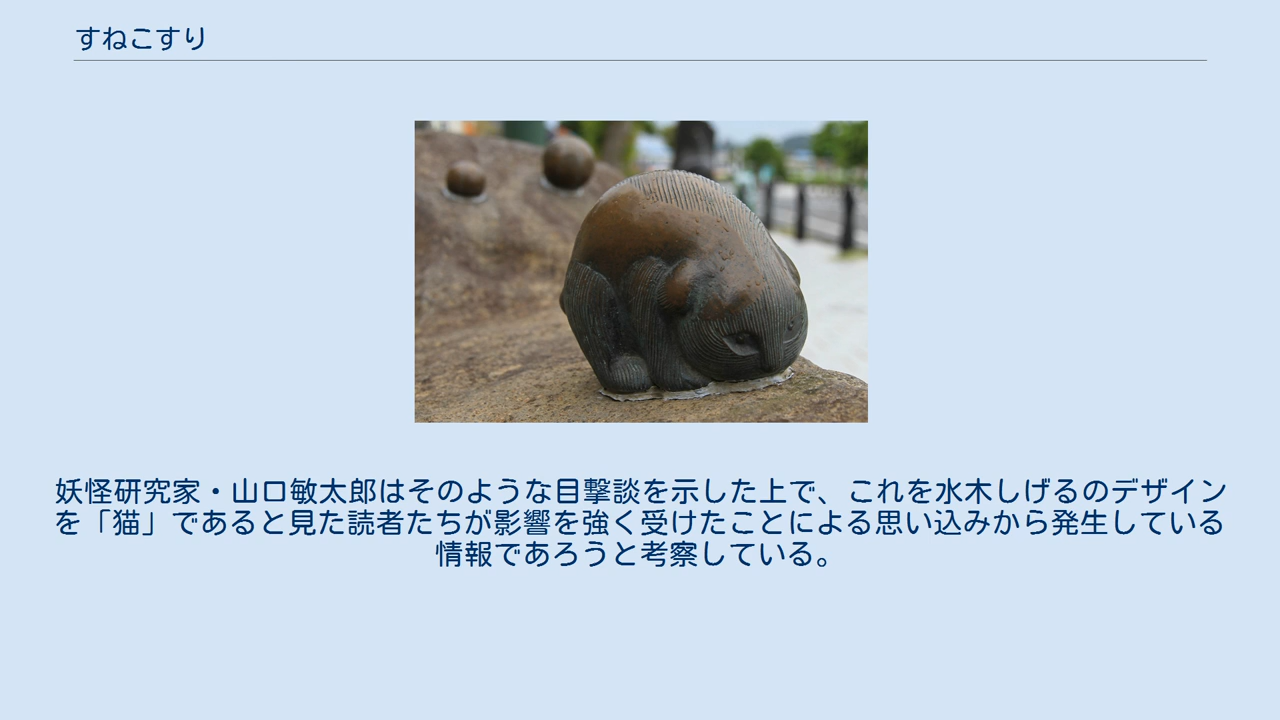 すねこすり
妖怪研究家・山口敏太郎はそのような目撃談を示した上で、これを水木しげるのデザイン
を「猫」であると見た読者たちが影響を強く受けたことによる思い込みから発生している
情報であろうと考察している。